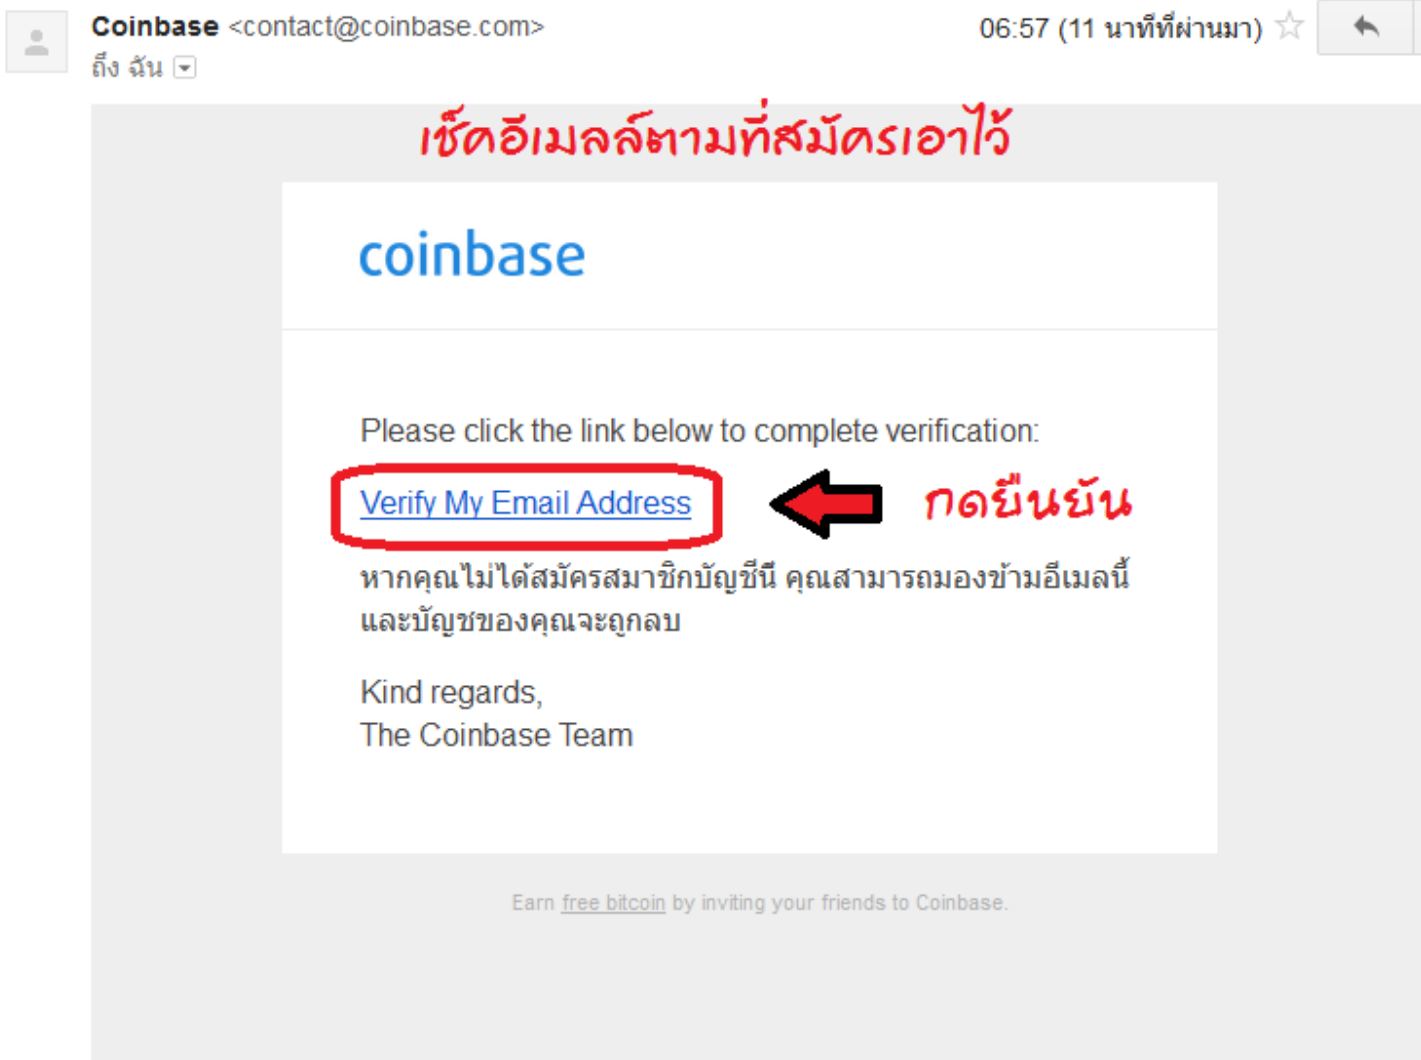 Coinbase <contact@coinbase.com>
06:57 (11 นาทีที่ผ่านมา)
ถึง ฉัน
เช็คอีเมลล์ตามที่สมัครเอาไว้
coinbase
Please click the link below to complete verification:
Verify My Email Address
กดยืนยัน
หากคุณไม่ได้สมัครสมาชิกบัญชีนี้ คุณสามารถมองข้ามอีเมลนี้
และบัญชของคุณจะถูกลบ
Kind regards,
The Coinbase Team
Earn free bitcoin by inviting your friends to Coinbase.